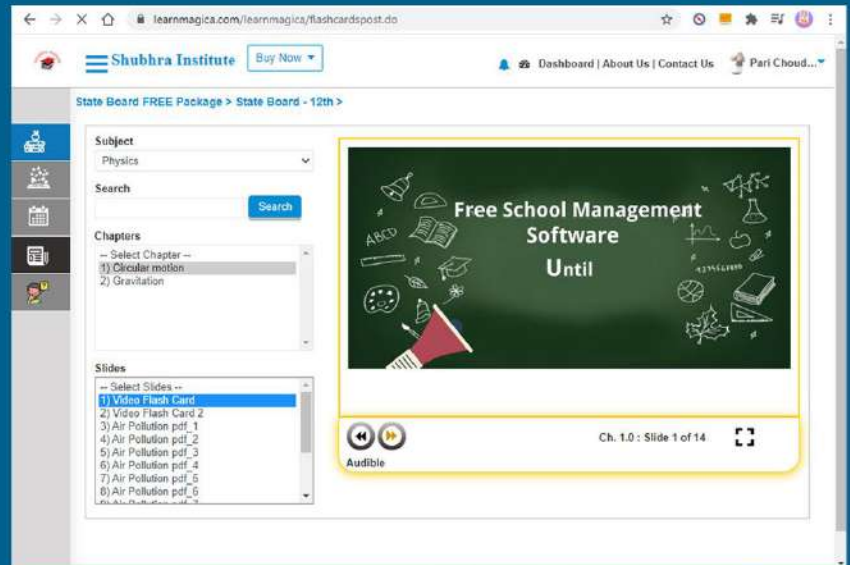 learnmagica.com/learnmagica/flashcardspost.do
Shubhra Institute
Buy Now
Dashboard | About Us | Contact Us
Pari Choud...
State Board FREE Package > State Board - 12th >
Subject
Physics
Search
Search
Chapters
-- Select Chapter --
1) Circular motion
2) Gravitation
Slides
-- Select Slides --
1) Video Flash Card
2) Video Flash Card 2
3) Air Pollution pdf_1
4) Air Pollution pdf_2
5) Air Pollution pdf_3
6) Air Pollution pdf_4
7) Air Pollution pdf_5
8) Air Pollution pdf_6
Free School Management
Software
Until
ABCD
Audible
Ch. 1.0 : Slide 1 of 14